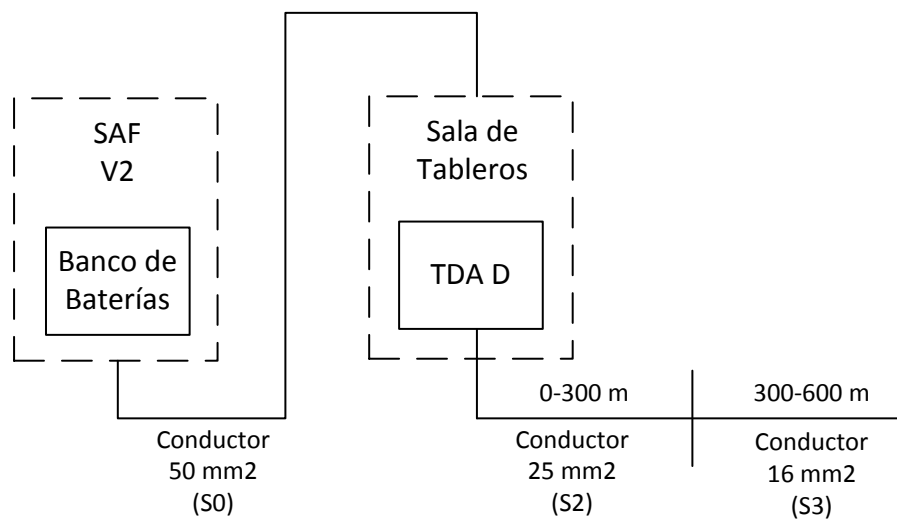 SAF
V2
Banco de
Baterías
Sala de
Tableros
TDA D
0-300 m
300-600 m
Conductor
50 mm2
(S0)
Conductor
25 mm2
(S2)
Conductor
16 mm2
(S3)